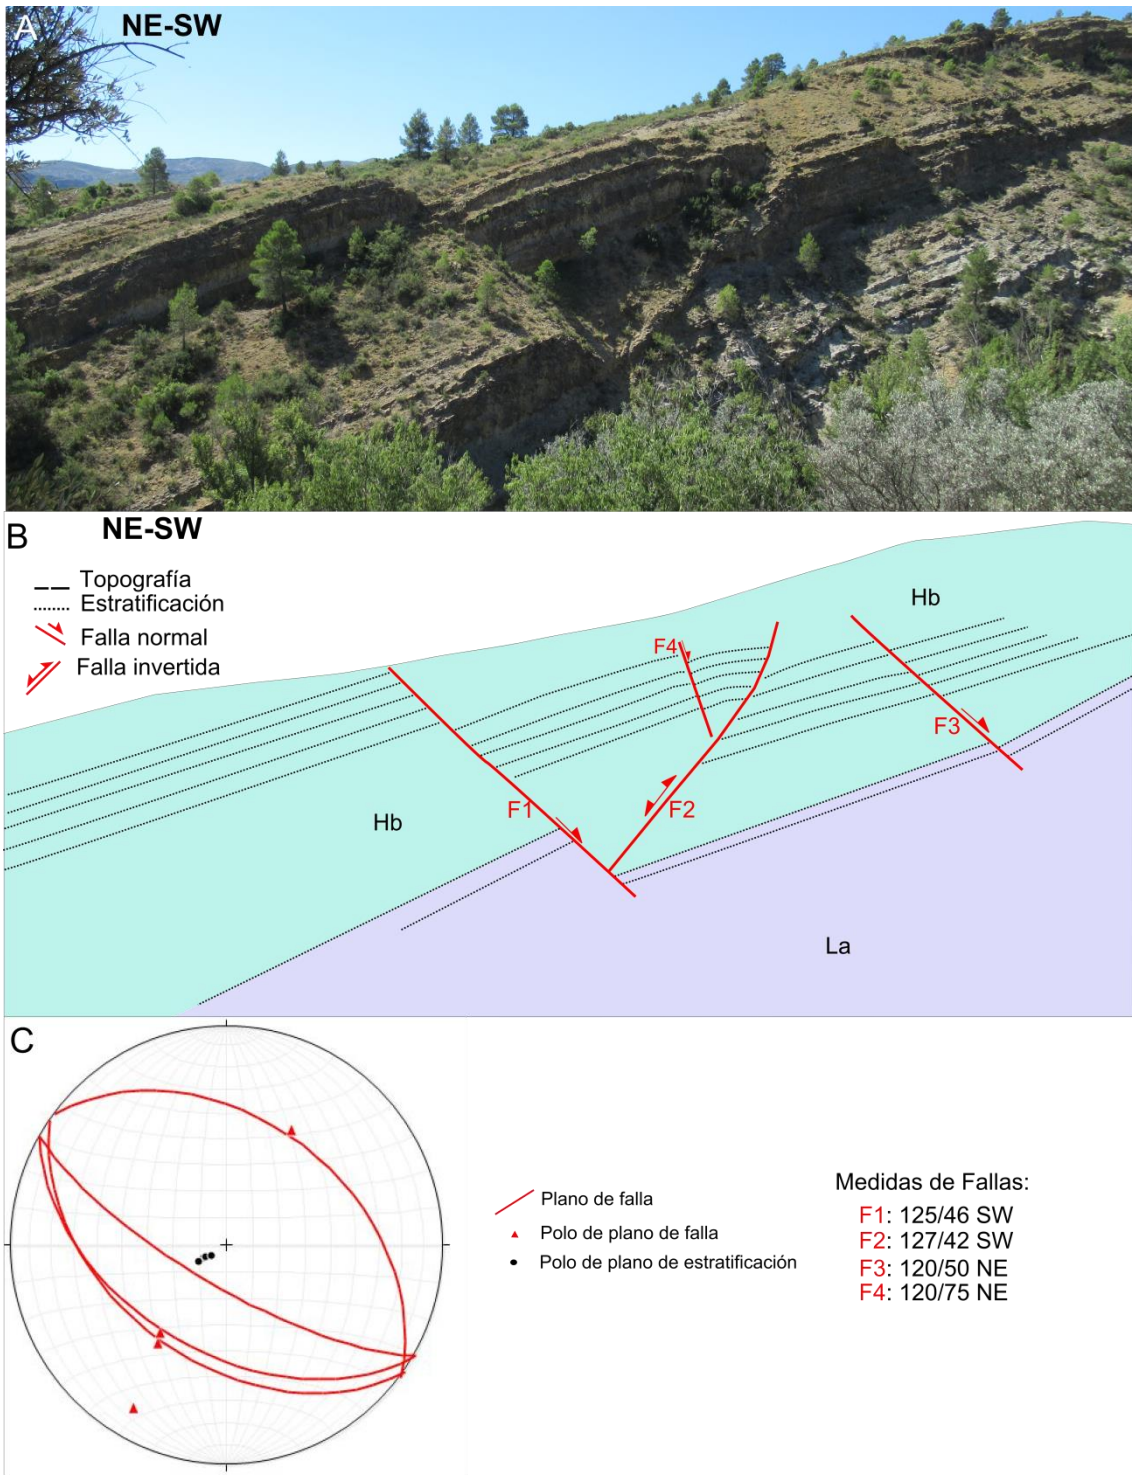 A
NE-SW
B
NE-SW
Topografía
Estratificación
Falla normal
Falla invertida
Hb
F4
F3
F1
F2
Hb
La
C
Plano de falla
Polo de plano de falla
Polo de plano de estratificación
Medidas de Fallas:
F1: 125/46 SW
F2: 127/42 SW
F3: 120/50 NE
F4: 120/75 NE